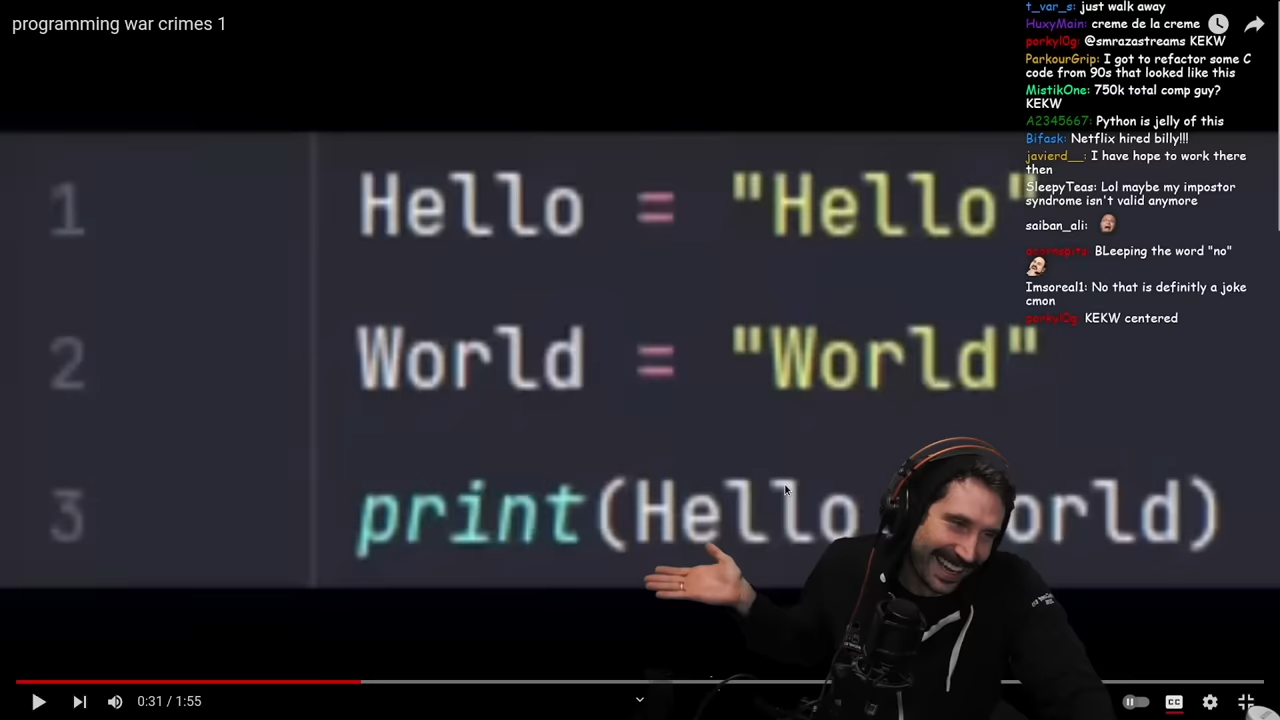 programming war crimes 1
t_var_s: just walk away
HuxyMain: creme de la creme
porkyl0g: @smrazastreams KEKW
ParkourGrip: I got to refactor some C
code from 90s that looked like this
MistikOne: 750k total comp guy?
KEKW
A2345667: Python is jelly of this
Bifask: Netflix hired billy!!!
javierd__: I have hope to work there
then
SleepyTeas: Lol maybe my impostor
syndrome isn't valid anymore
saiban_ali:
BLeeping the word "no"
Imsoreal1: No that is definitly a joke
cmon
porkyl0g: KEKW centered
1 Hello = "Hello"
2 World = "World"
3 print(Hello orld)
0:31 / 1:55
CC